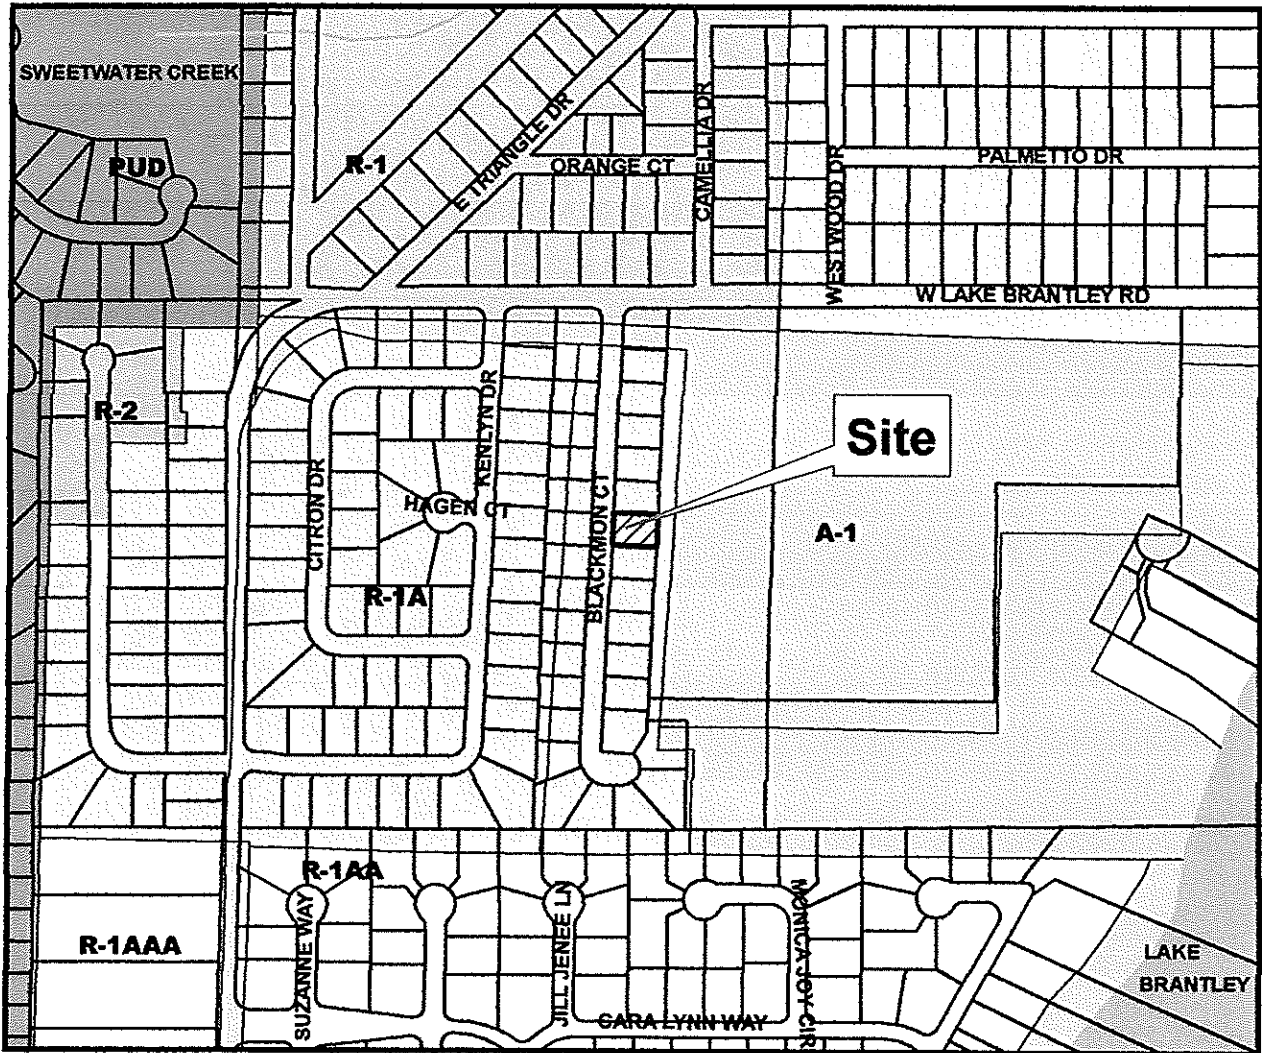 SWEETWATER CREEK
PUD
R-1
E TRIANGLE DR
ORANGE CT
CAMELLIA DR
WESTWOOD DR
PALMETTO DR
W LAKE BRANTLEY RD
R-2
CITRON DR
KENLYN DR
HAGEN CT
BLACKMON CT
Site
A-1
R-1A
R-1AA
R-1AAA
SUZANNE WAY
JILL JENEE LN
MONICA JOY CIR
CARA LYNN WAY
LAKE
BRANTLEY